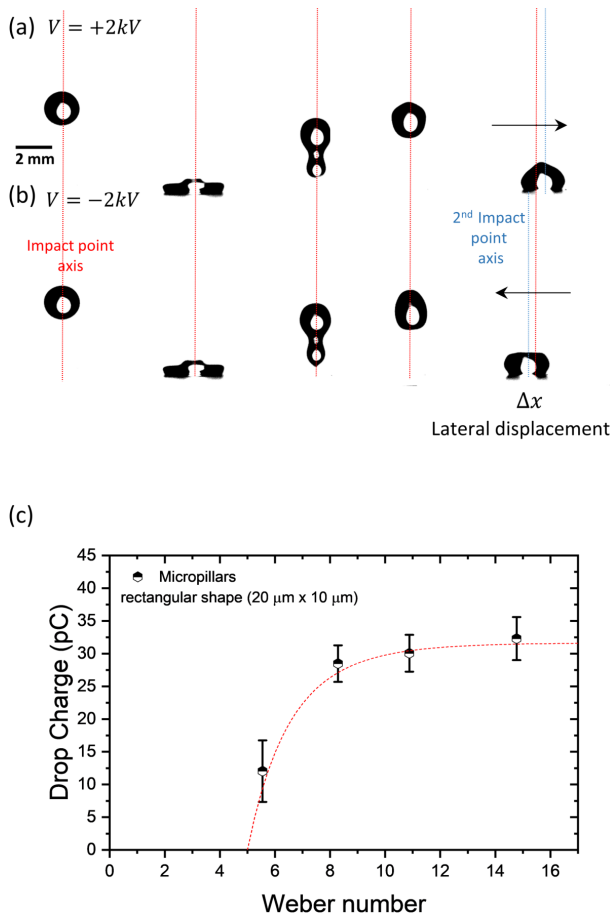 (a) V = +2kV
2 mm
(b) V = −2kV
Impact point
axis
2nd Impact
point
axis
Δx
Lateral displacement
(c)
Micropillars
rectangular shape (20 μm x 10 μm)
Drop Charge (pC)
45
40
35
30
25
20
15
10
5
0
0 2 4 6 8 10 12 14 16
Weber number